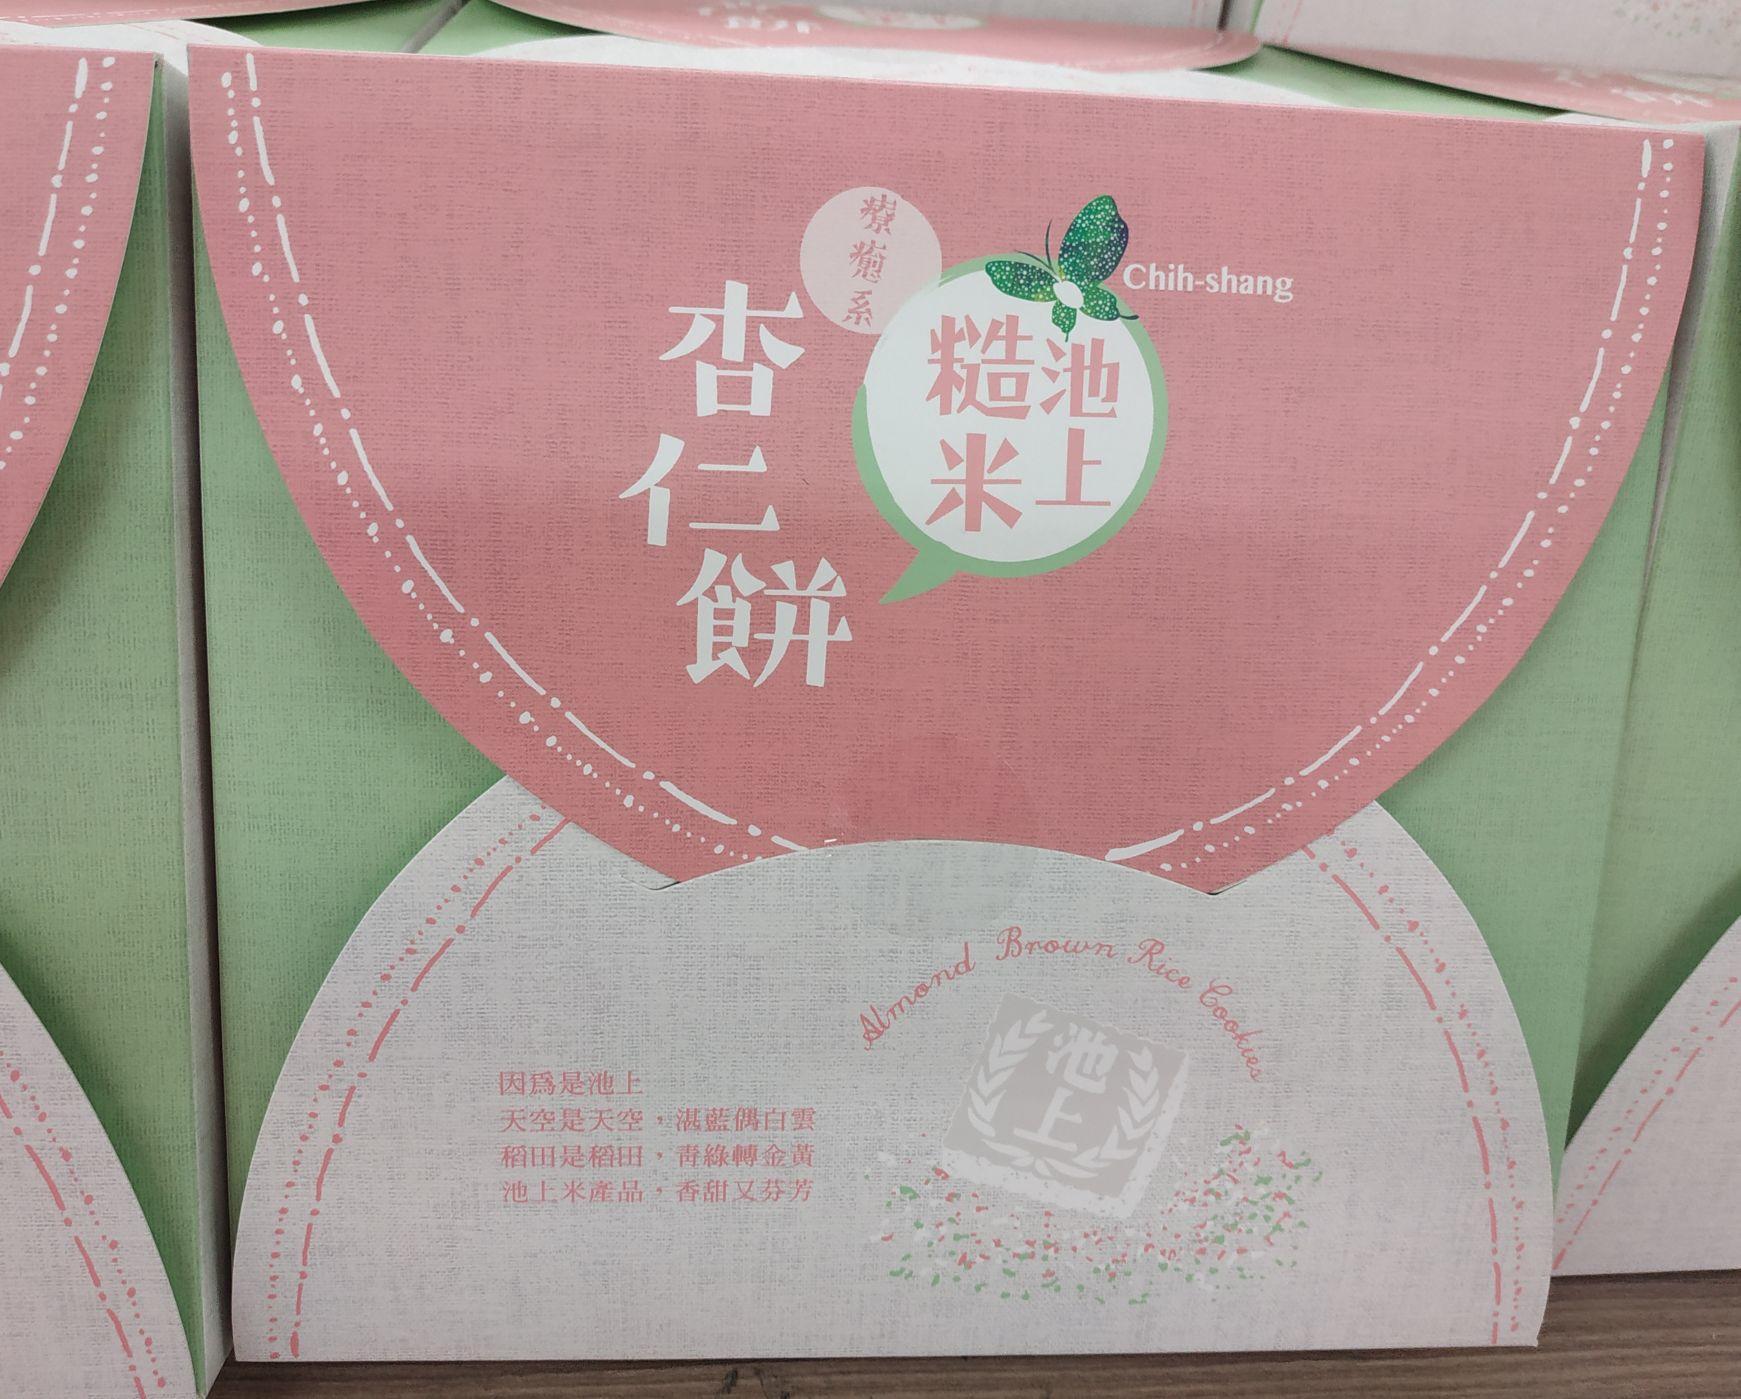 療癒系
Chih-shang
池上
糙米
杏仁餅
Almond Brown Rice Cookies
池上
因爲是池上
天空是天空，湛藍偶白雲
稻田是稻田，青綠轉金黃
池上米產品，香甜又芬芳